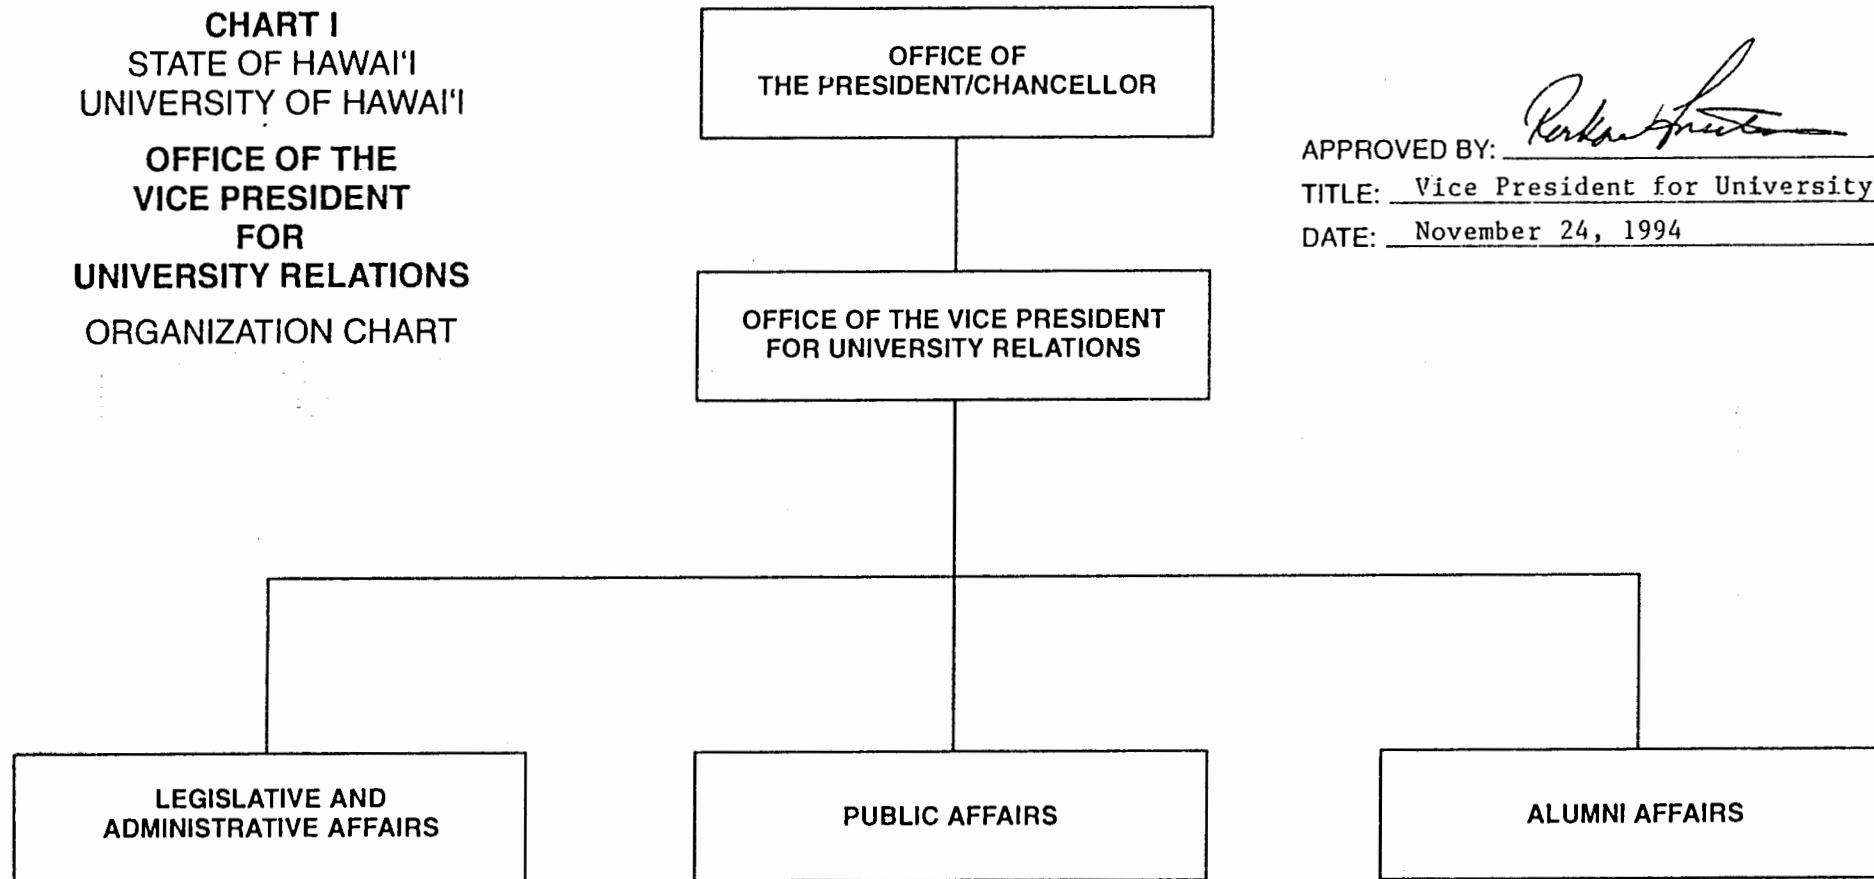 CHART I
STATE OF HAWAI‘I
UNIVERSITY OF HAWAI‘I
OFFICE OF THE
VICE PRESIDENT
FOR
UNIVERSITY RELATIONS
ORGANIZATION CHART
OFFICE OF
THE PRESIDENT/CHANCELLOR
APPROVED BY:
TITLE: Vice President for University
DATE: November 24, 1994
OFFICE OF THE VICE PRESIDENT
FOR UNIVERSITY RELATIONS
LEGISLATIVE AND
ADMINISTRATIVE AFFAIRS
PUBLIC AFFAIRS
ALUMNI AFFAIRS